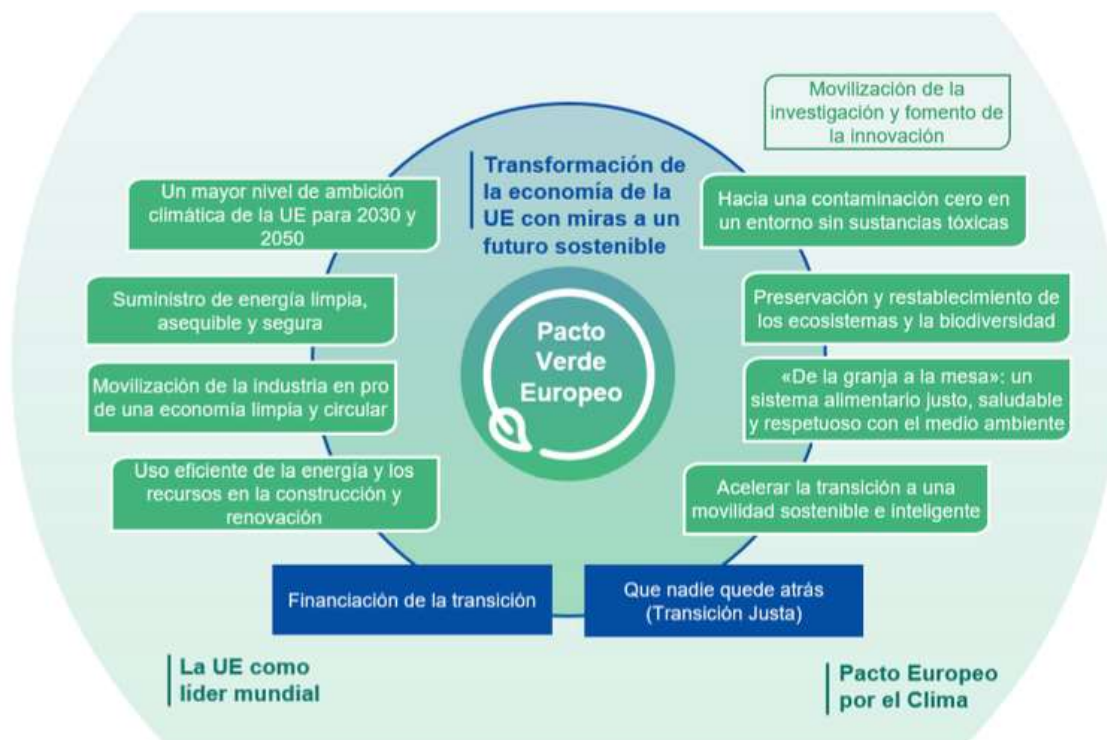 Movilización de la
investigación y fomento de
la innovación
Transformación de
la economía de la
UE con miras a un
futuro sostenible
Un mayor nivel de ambición
climática de la UE para 2030 y
2050
Hacia una contaminación cero en
un entorno sin sustancias tóxicas
Suministro de energía limpia,
asequible y segura
Preservación y restablecimiento de
los ecosistemas y la biodiversidad
Pacto
Verde
Europeo
Movilización de la industria en pro
de una economía limpia y circular
«De la granja a la mesa»: un
sistema alimentario justo, saludable
y respetuoso con el medio ambiente
Uso eficiente de la energía y los
recursos en la construcción y
renovación
Acelerar la transición a una
movilidad sostenible e inteligente
Financiación de la transición
Que nadie quede atrás
(Transición Justa)
La UE como
líder mundial
Pacto Europeo
por el Clima